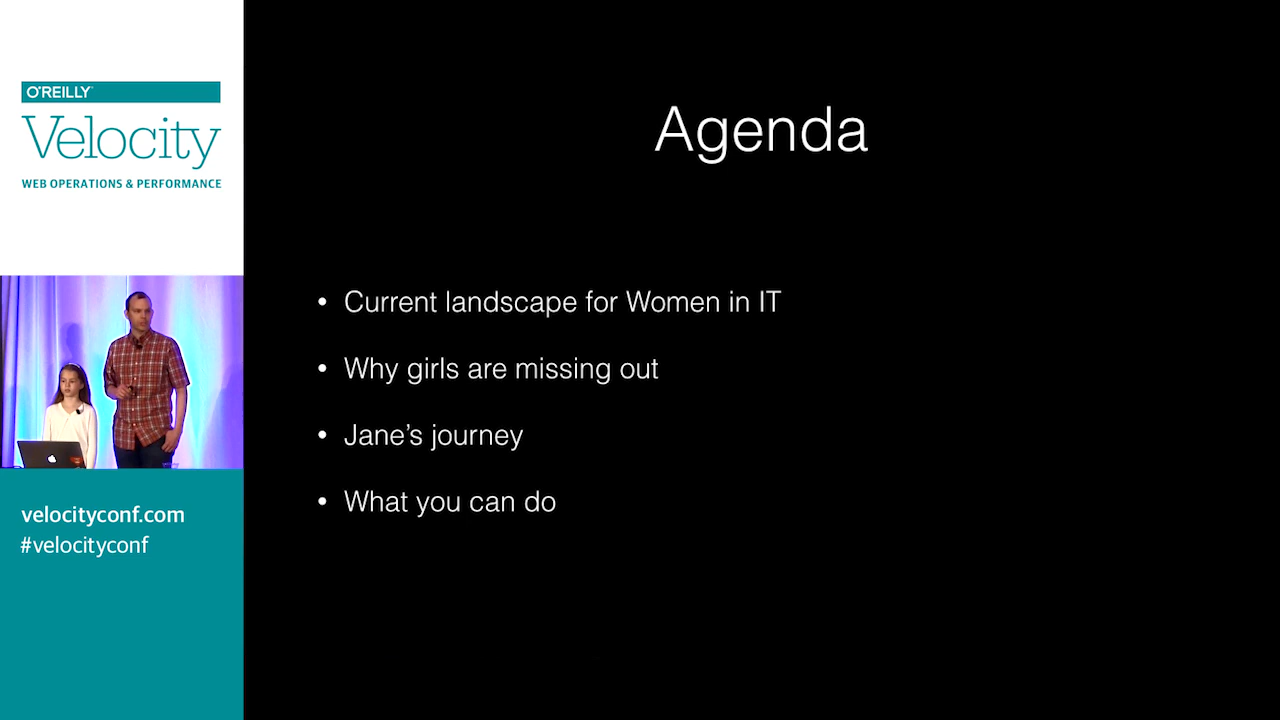 O'REILLY
Velocity
WEB OPERATIONS & PERFORMANCE
velocityconf.com
#velocityconf
Agenda
• Current landscape for Women in IT
• Why girls are missing out
• Jane's journey
• What you can do